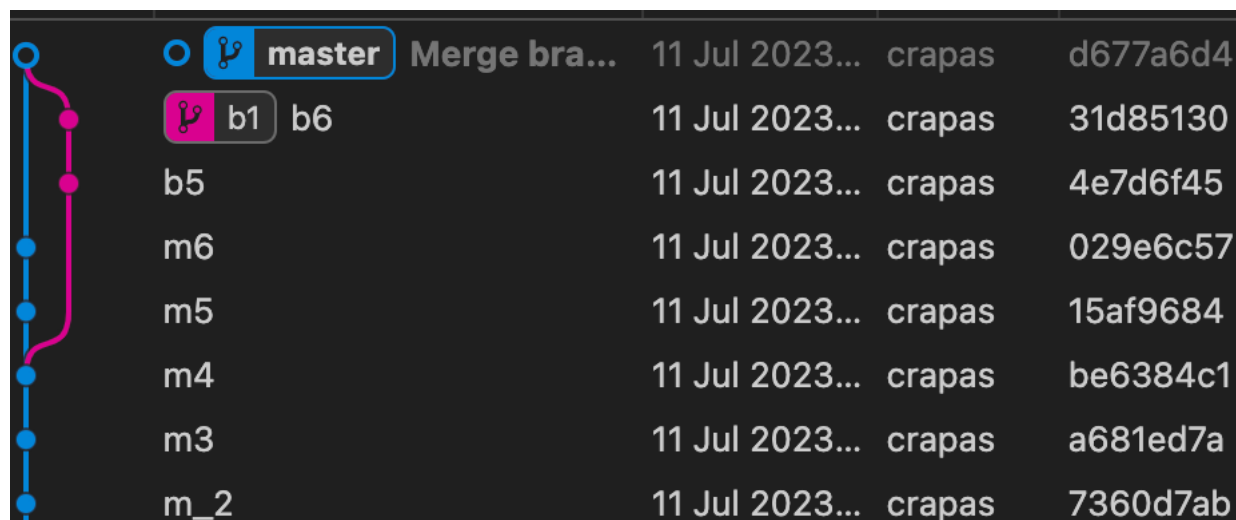 master Merge bra... 11 Jul 2023... crapas d677a6d4
b1 b6 11 Jul 2023... crapas 31d85130
b5 11 Jul 2023... crapas 4e7d6f45
m6 11 Jul 2023... crapas 029e6c57
m5 11 Jul 2023... crapas 15af9684
m4 11 Jul 2023... crapas be6384c1
m3 11 Jul 2023... crapas a681ed7a
m_2 11 Jul 2023... crapas 7360d7ab